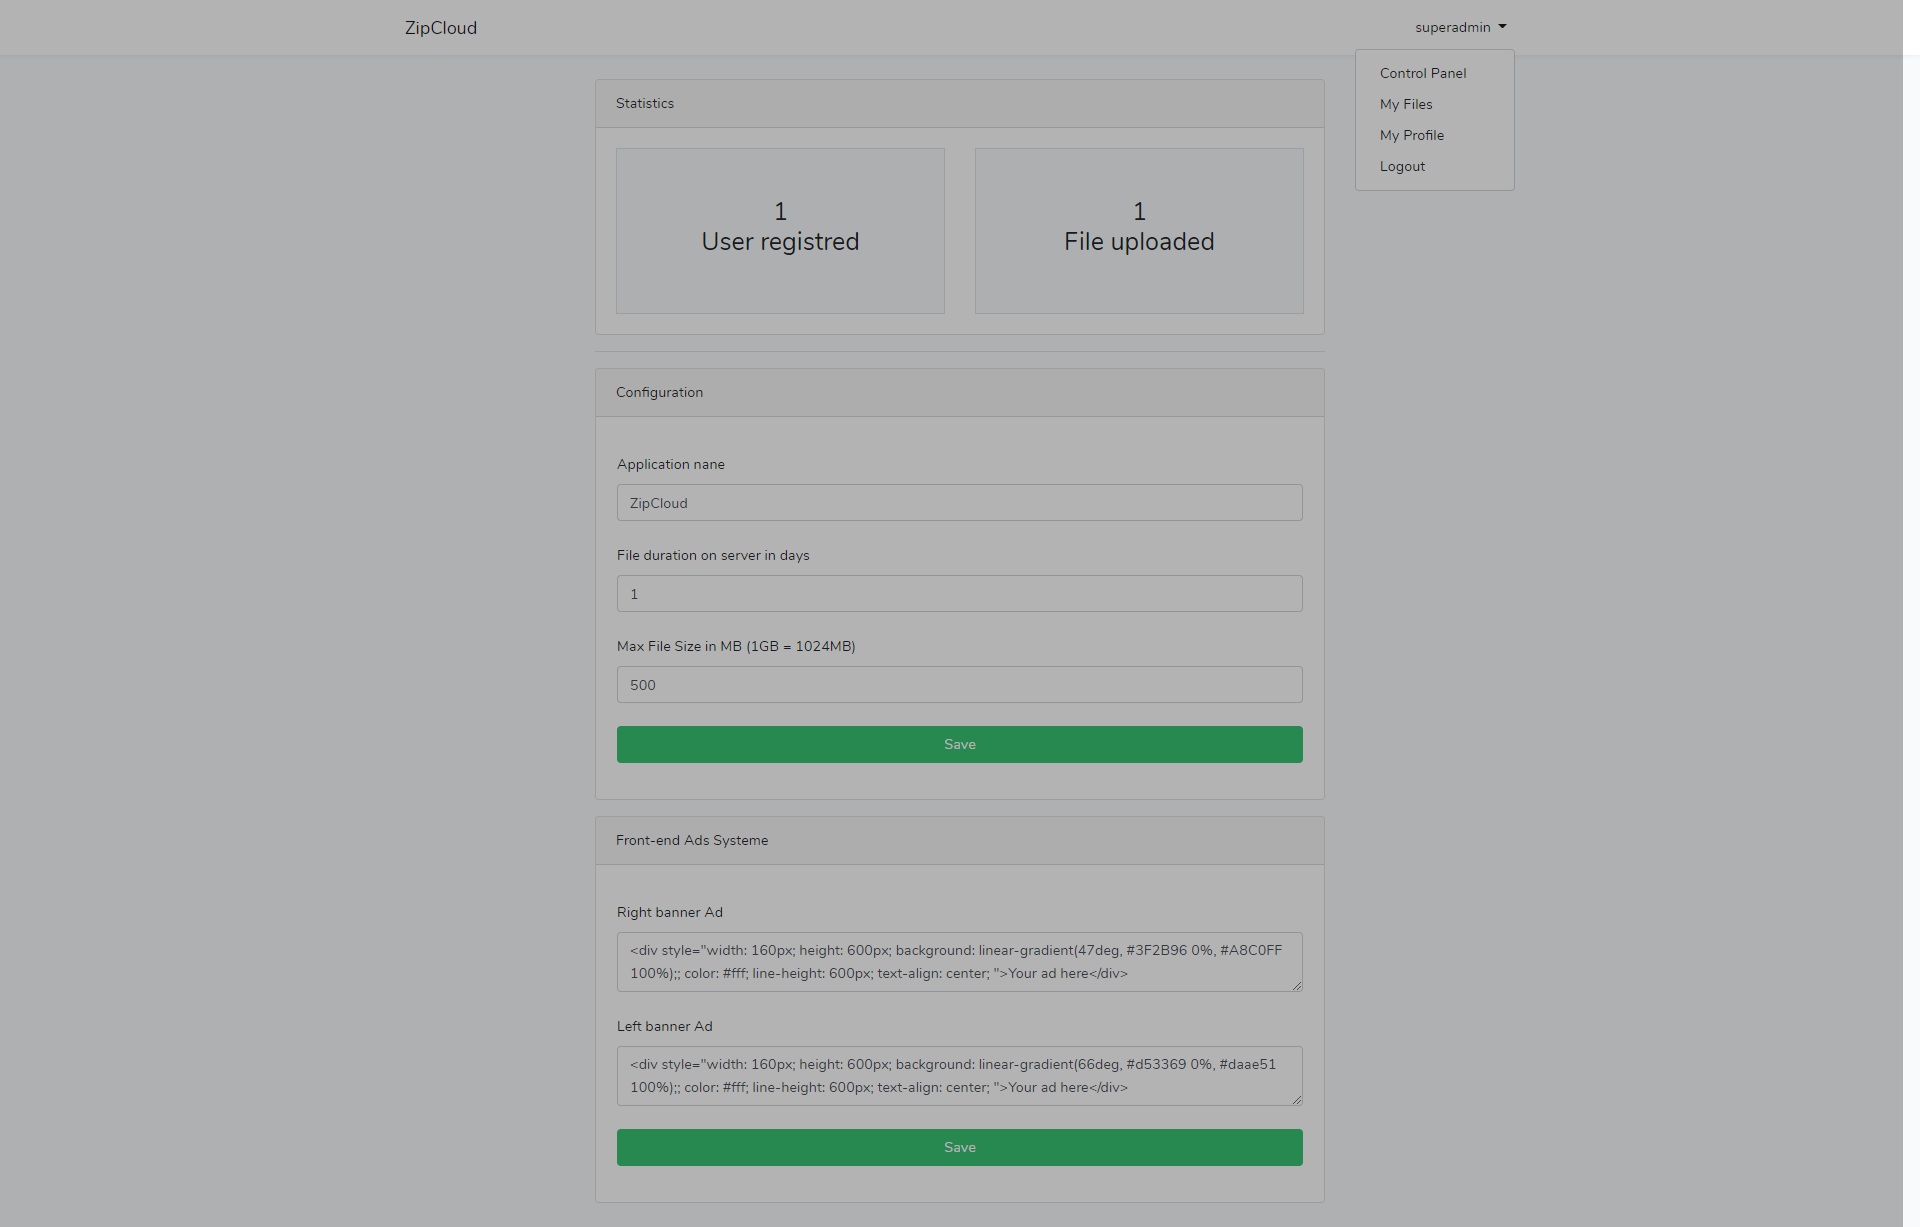 ZipCloud
superadmin
Control Panel
My Files
My Profile
Logout
Statistics
1
User registred
1
File uploaded
Configuration
Application nane
ZipCloud
File duration on server in days
1
Max File Size in MB (1GB = 1024MB)
500
Save
Front-end Ads Systeme
Right banner Ad
<div style="width: 160px; height: 600px; background: linear-gradient(47deg, #3F2B96 0%, #A8C0FF
100%);; color: #fff; line-height: 600px; text-align: center; ">Your ad here</div>
Left banner Ad
<div style="width: 160px; height: 600px; background: linear-gradient(66deg, #d53369 0%, #daae51
100%);; color: #fff; line-height: 600px; text-align: center; ">Your ad here</div>
Save